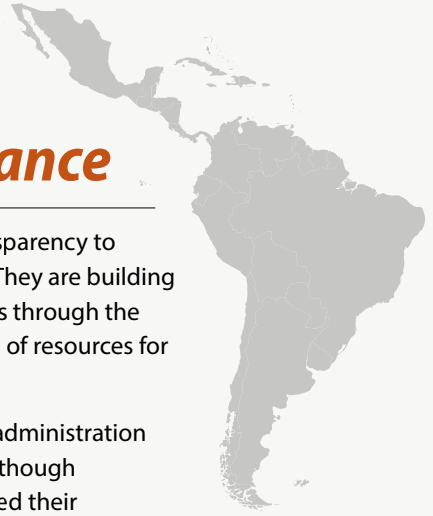 ance
sparency to
They are building
s through the
of resources for
administration
though
ed their